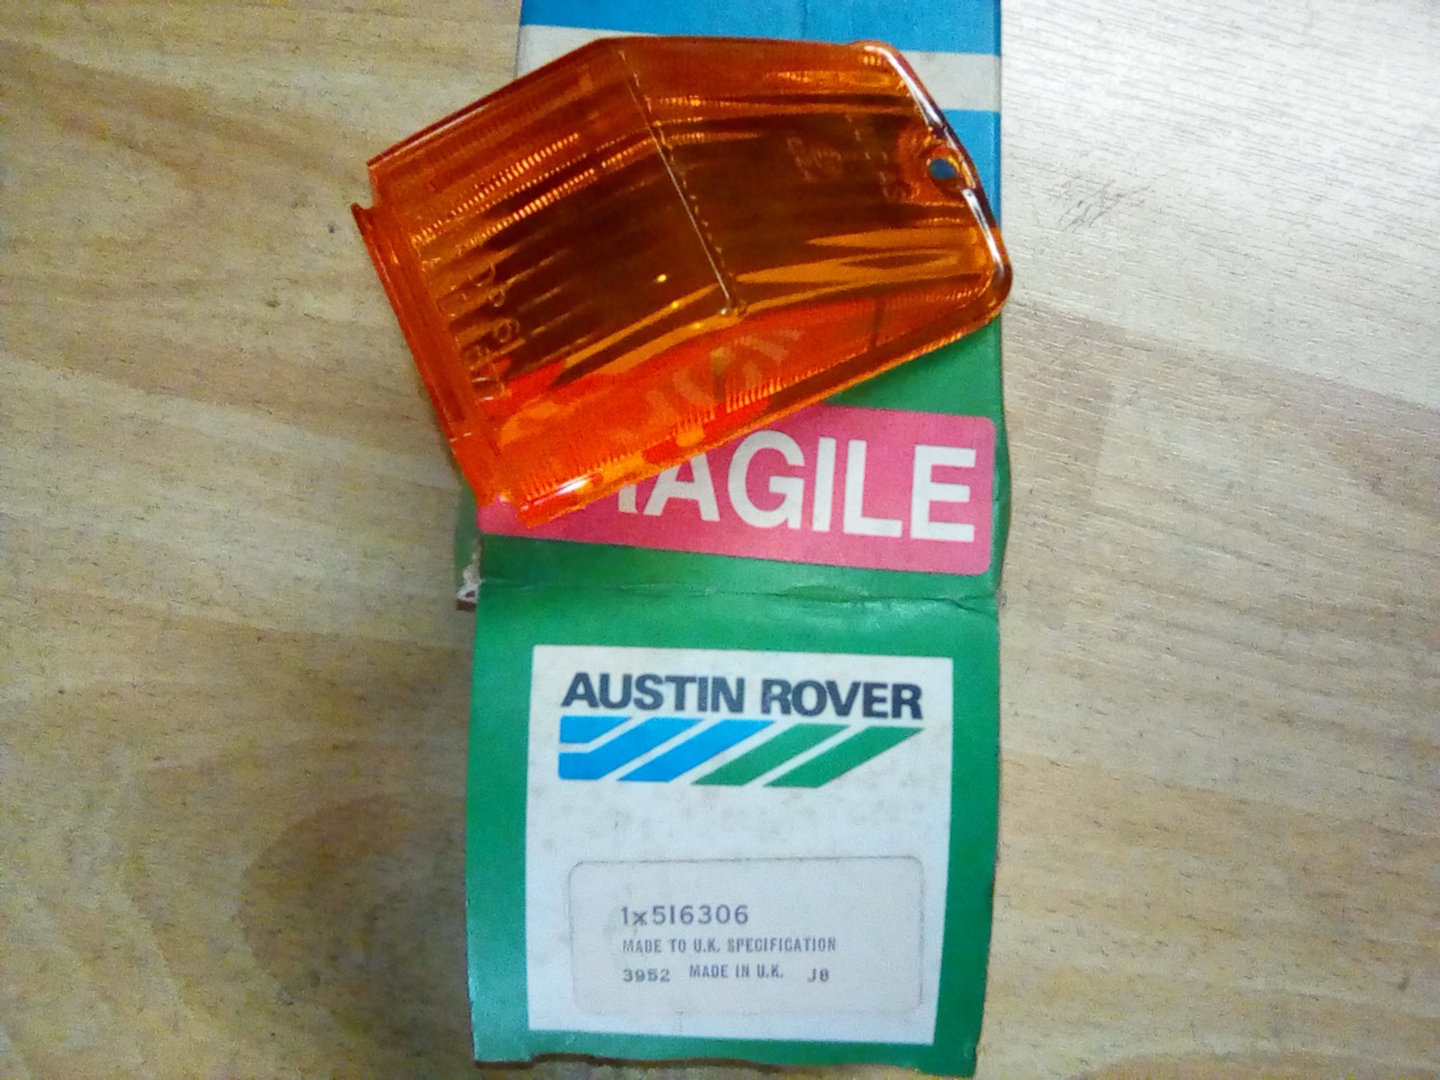 AGILE
AUSTIN ROVER
1x516306
MADE TO U.K. SPECIFICATION
3952 MADE IN U.K. J8